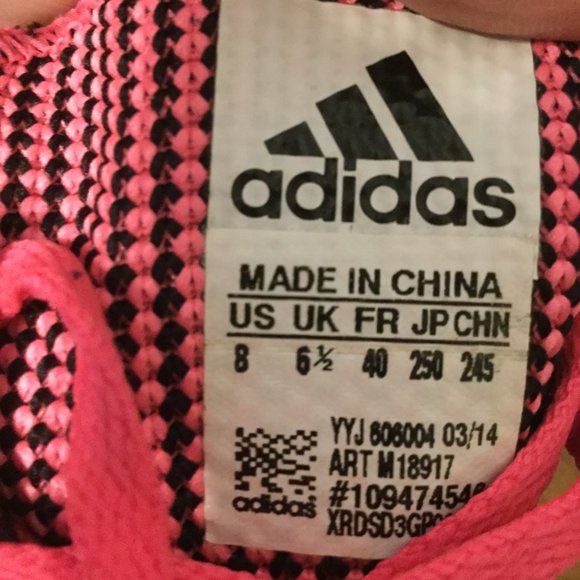 adidas
MADE IN CHINA
US UK FR JP CHN
8 6½ 40 250 245
YYJ 606004 03/14
ART M18917
adidas